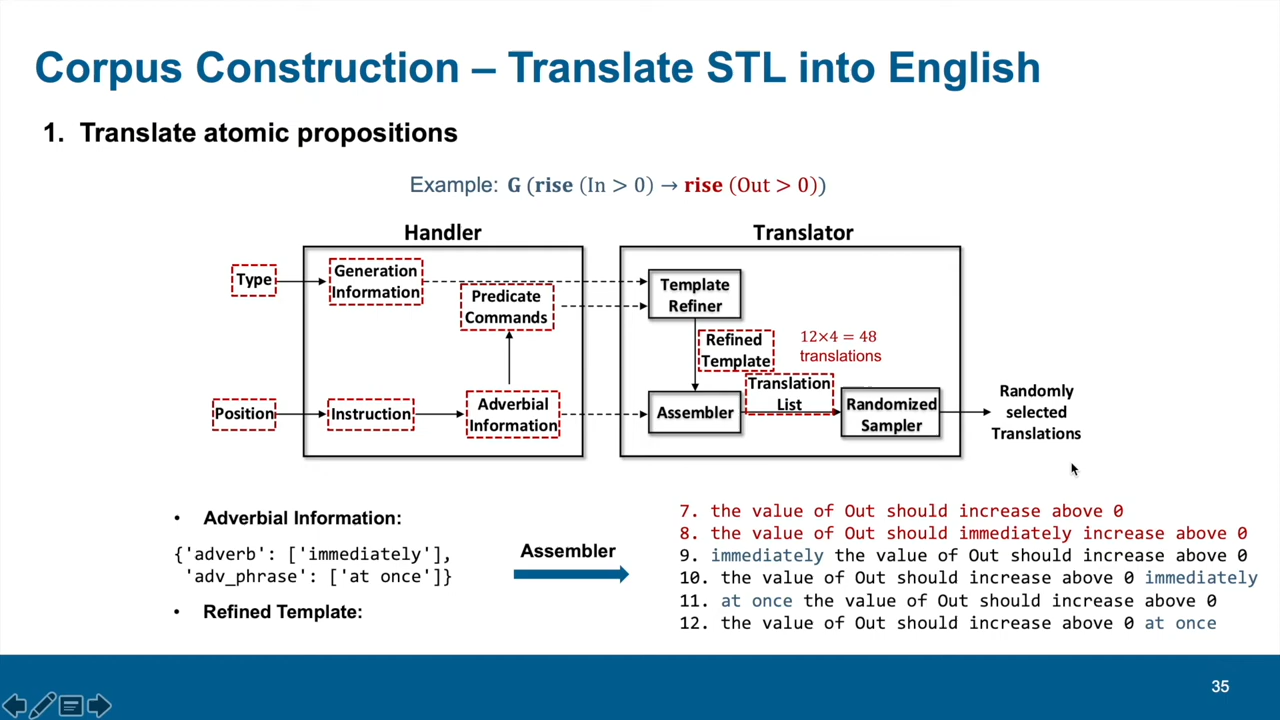 Corpus Construction – Translate STL into English
1. Translate atomic propositions
Example: G (rise (In > 0) → rise (Out > 0))
Handler
Translator
Type
Generation
Information
Predicate
Commands
Template
Refiner
Refined
Template
12×4 = 48
translations
Position
Instruction
Adverbial
Information
Assembler
Translation
List
Randomized
Sampler
Randomly
selected
Translations
• Adverbial Information:
{'adverb': ['immediately'],
'adv_phrase': ['at once']}
• Refined Template:
Assembler
7. the value of Out should increase above 0
8. the value of Out should immediately increase above 0
9. immediately the value of Out should increase above 0
10. the value of Out should increase above 0 immediately
11. at once the value of Out should increase above 0
12. the value of Out should increase above 0 at once
35